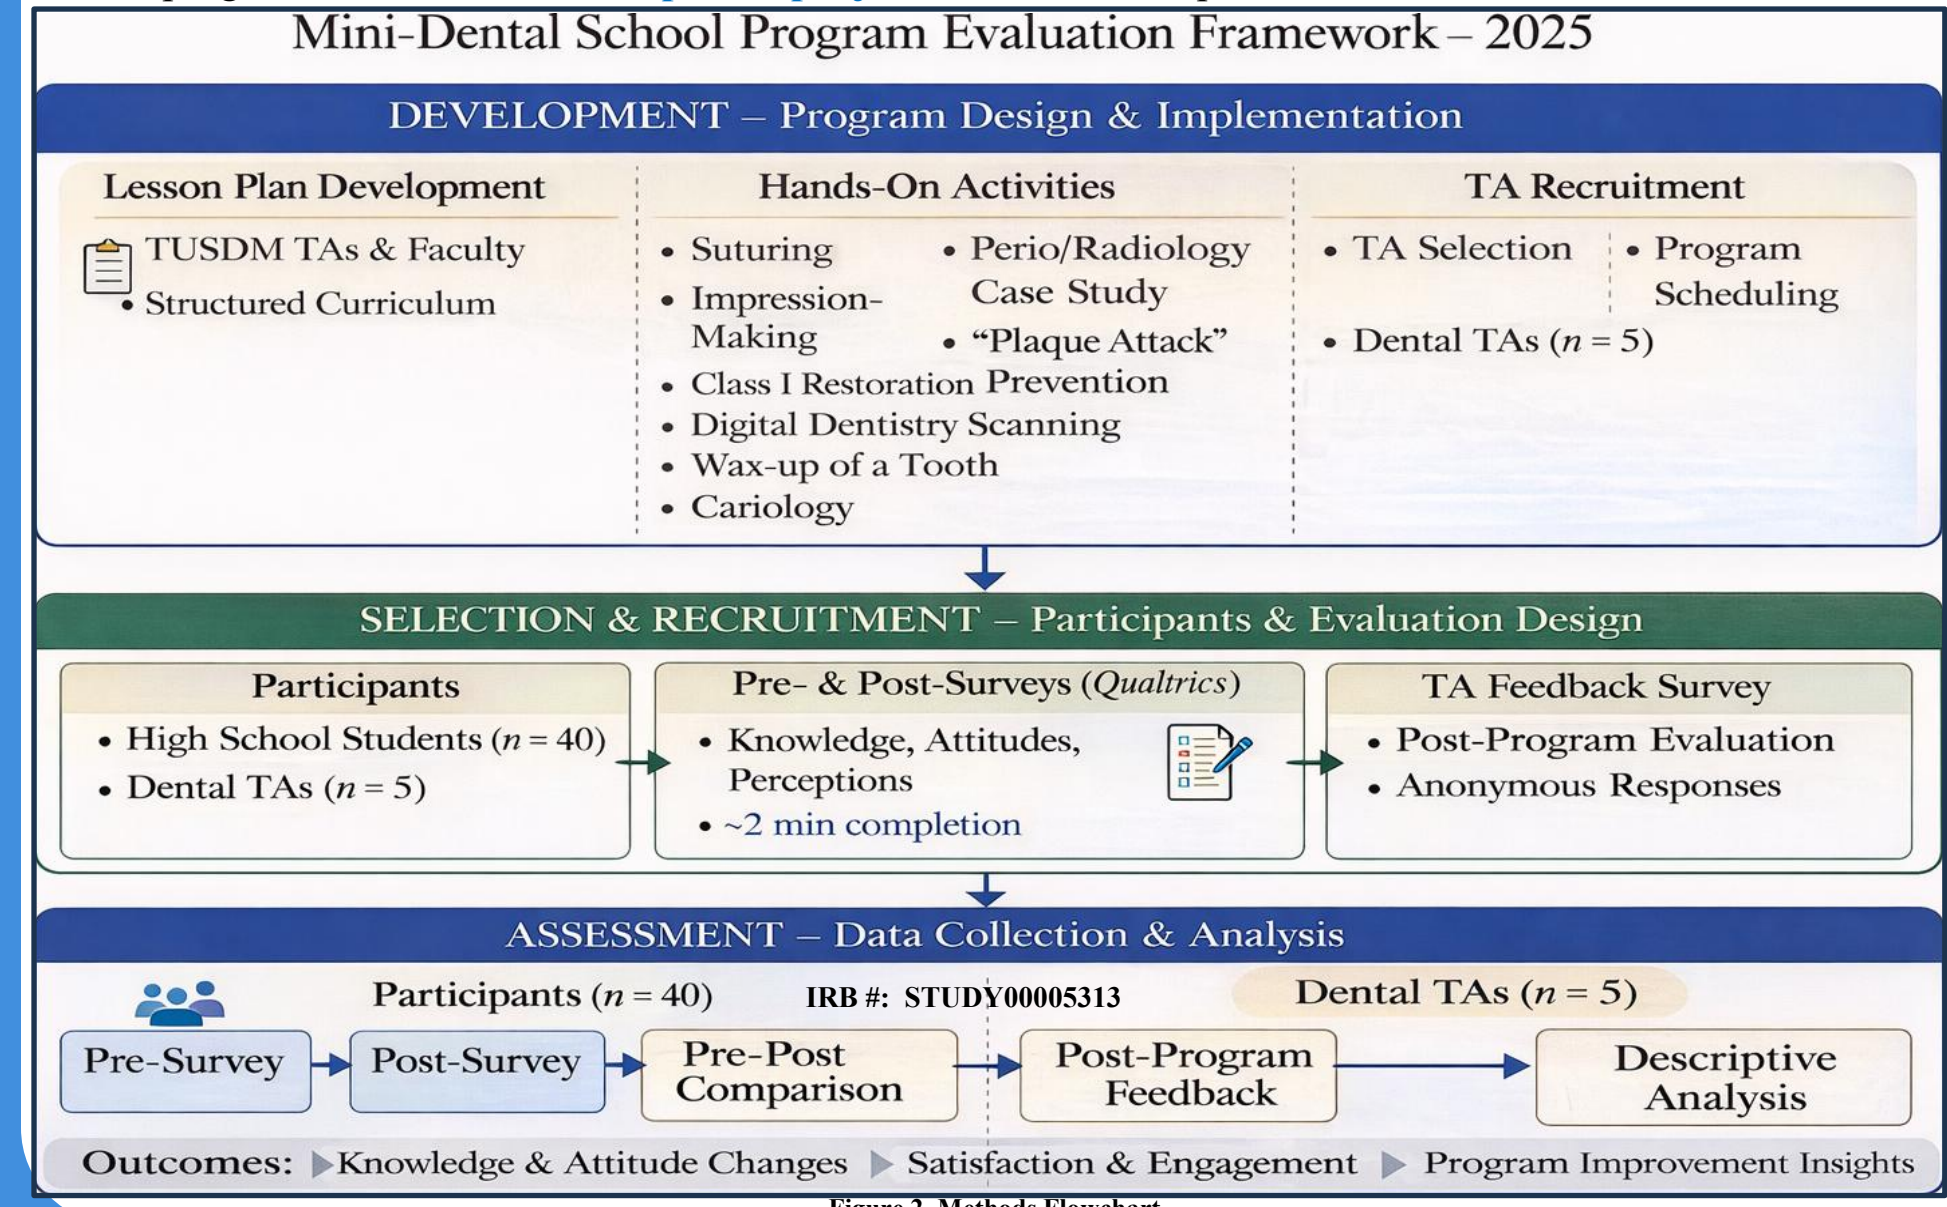 Mini-Dental School Program Evaluation Framework – 2025
DEVELOPMENT – Program Design & Implementation
Lesson Plan Development
TUSDM TAs & Faculty
• Structured Curriculum
Hands-On Activities
• Suturing
• Impression-
Making
• Perio/Radiology
Case Study
• “Plaque Attack”
• Class I Restoration Prevention
• Digital Dentistry Scanning
• Wax-up of a Tooth
• Cariology
TA Recruitment
• TA Selection
• Program
Scheduling
• Dental TAs (n = 5)
SELECTION & RECRUITMENT – Participants & Evaluation Design
Participants
• High School Students (n = 40)
• Dental TAs (n = 5)
Pre- & Post-Surveys (Qualtrics)
• Knowledge, Attitudes,
Perceptions
• ~2 min completion
TA Feedback Survey
• Post-Program Evaluation
• Anonymous Responses
ASSESSMENT – Data Collection & Analysis
Participants (n = 40)
IRB #: STUDY00005313
Dental TAs (n = 5)
Pre-Survey
Post-Survey
Pre-Post
Comparison
Post-Program
Feedback
Descriptive
Analysis
Outcomes: ▶Knowledge & Attitude Changes ▶ Satisfaction & Engagement ▶ Program Improvement Insights
Figure 2. Methods Flowchart